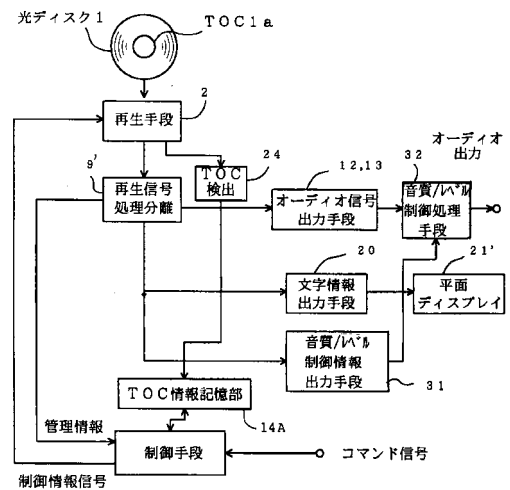 光ディスク1
TOC1a
再生手段
2
9'
再生信号
処理分離
TOC
検出
24
12,13
オーディオ信号
出力手段
オーディオ
出力
32
音質/レベル
制御処理
手段
20
文字情報
出力手段
21'
平面
ディスプレイ
音質/レベル
制御情報
出力手段
31
TOC情報記憶部
14A
管理情報
制御手段
コマンド信号
制御情報信号